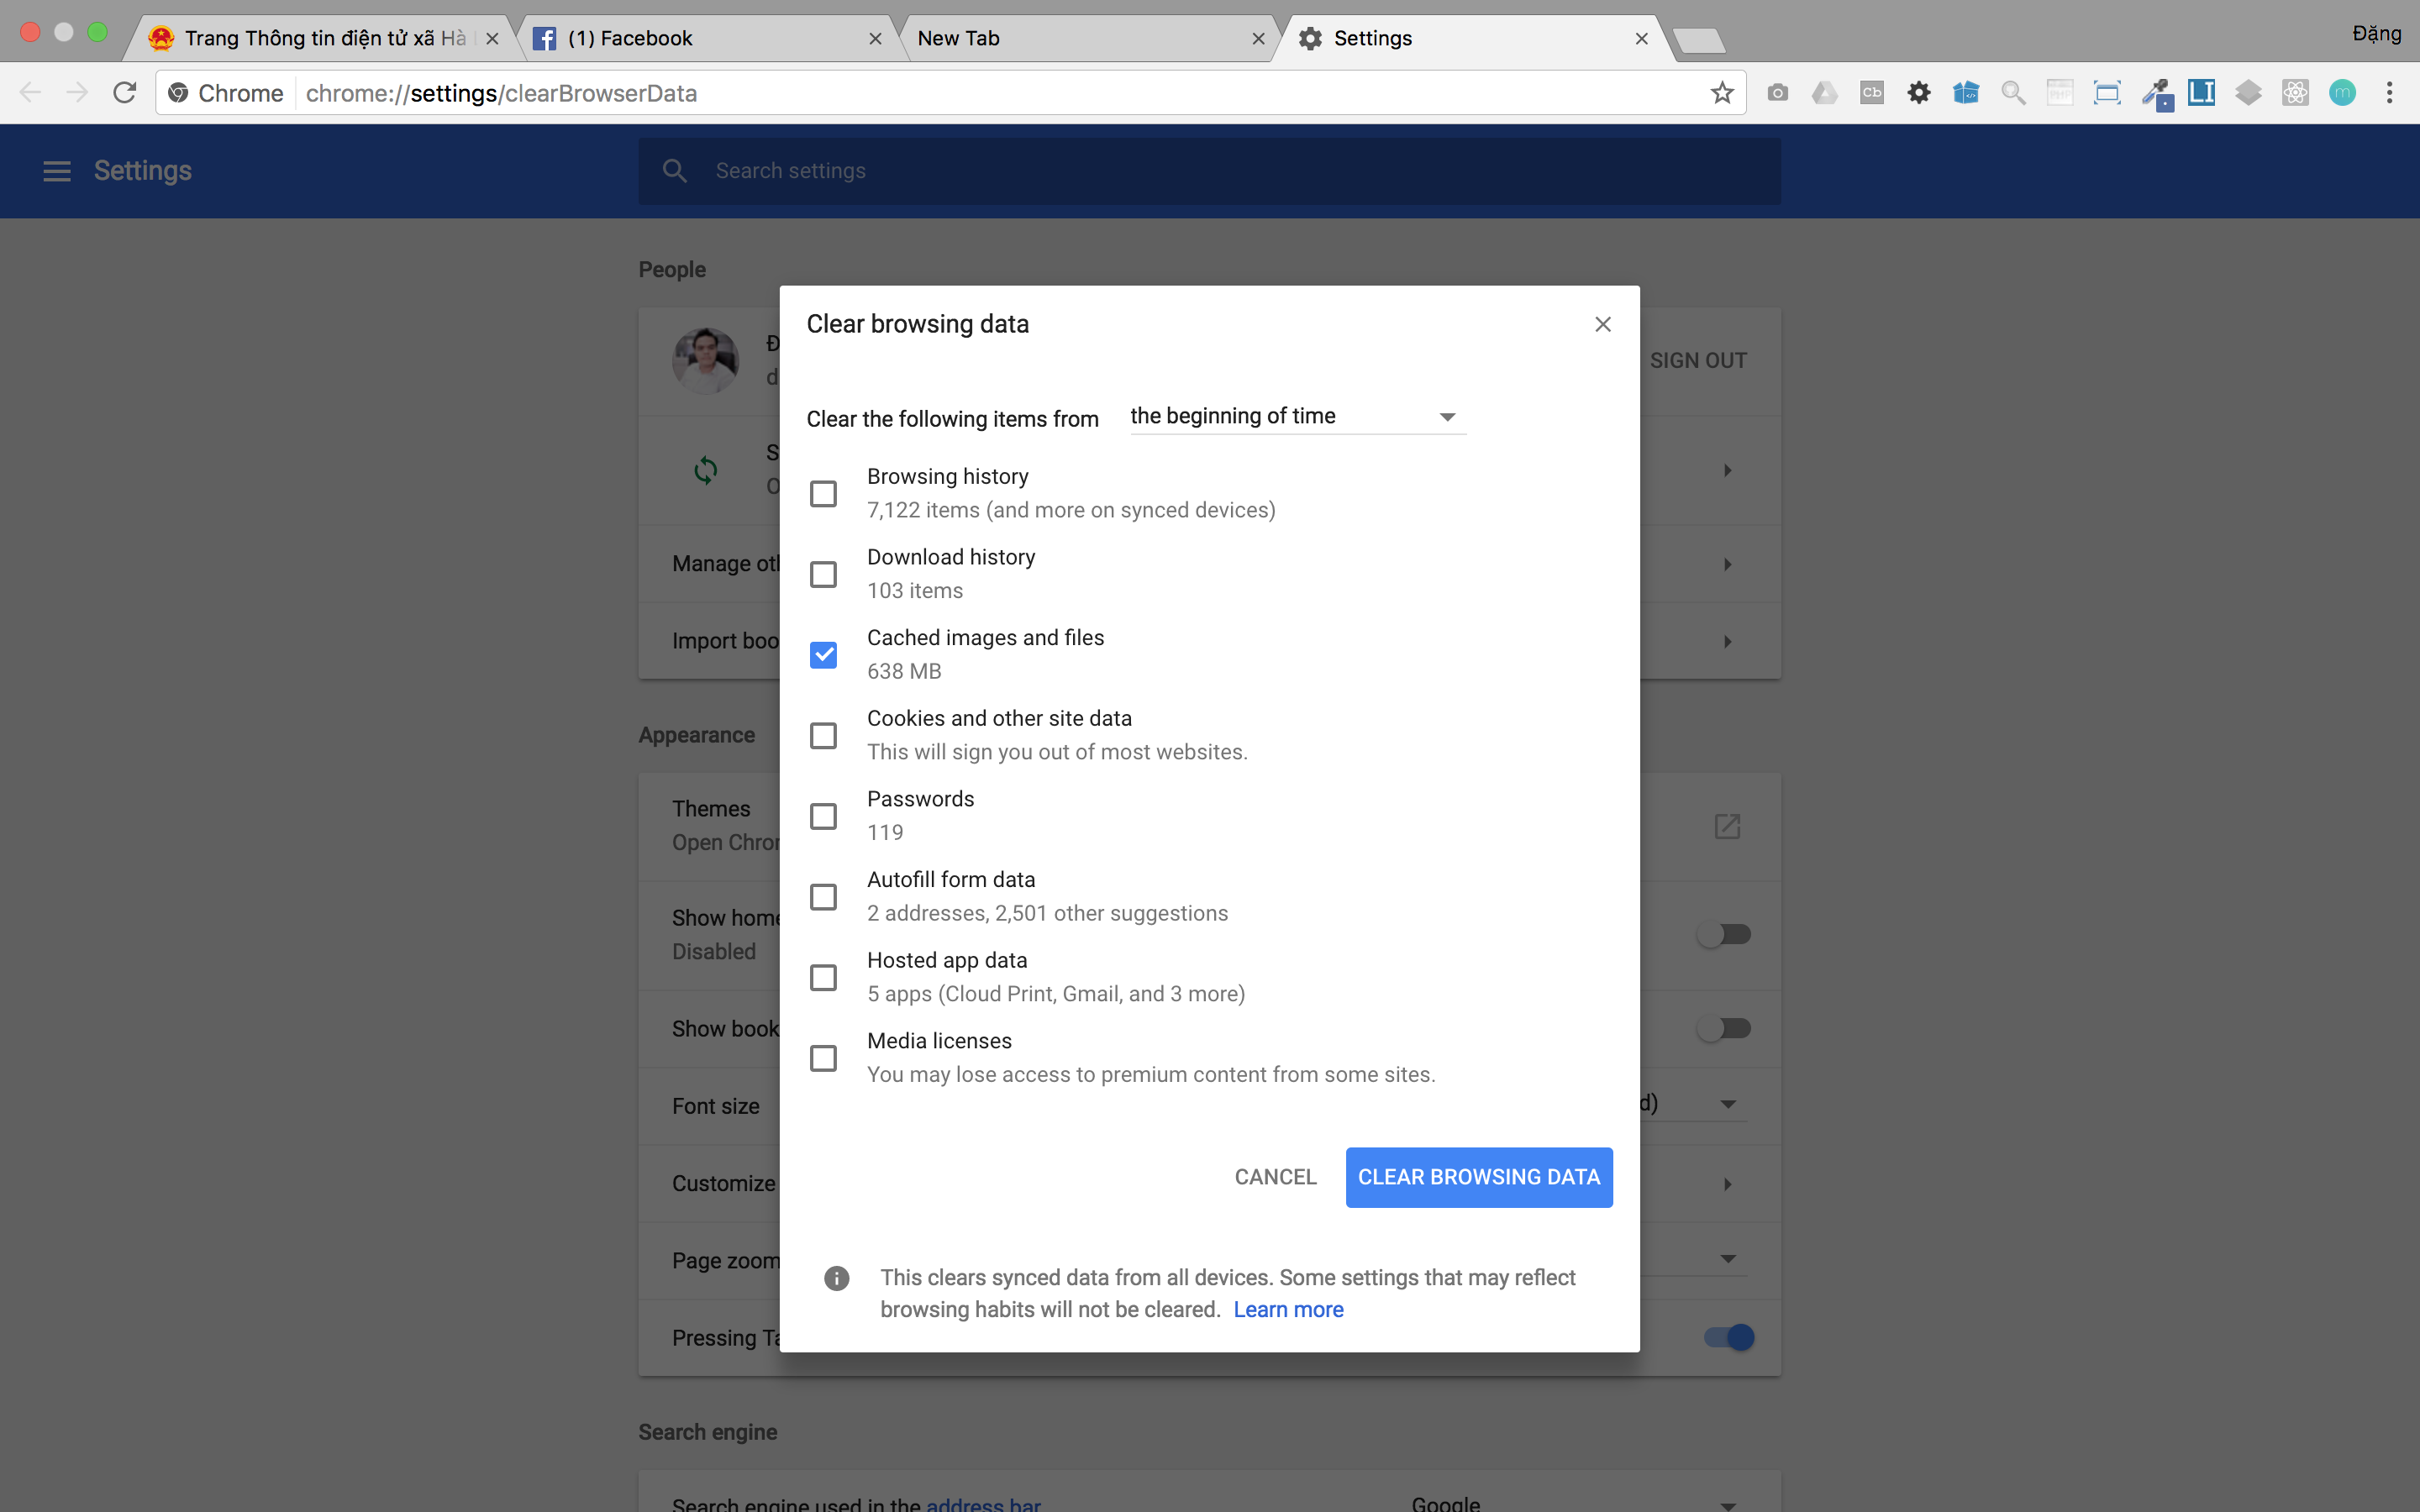 Trang Thông tin điện tử xã Hà
(1) Facebook
New Tab
Settings
Đặng
Chrome
chrome://settings/clearBrowserData
Cb
PHP
LI
m
Settings
Search settings
People
SIGN OUT
Manage oth
Import boo
Appearance
Themes
Open Chro
Show home
Disabled
Show book
Font size
d)
Customize
Page zoom
Pressing Ta
Clear browsing data
Clear the following items from the beginning of time
Browsing history
7,122 items (and more on synced devices)
Download history
103 items
Cached images and files
638 MB
Cookies and other site data
This will sign you out of most websites.
Passwords
119
Autofill form data
2 addresses, 2,501 other suggestions
Hosted app data
5 apps (Cloud Print, Gmail, and 3 more)
Media licenses
You may lose access to premium content from some sites.
CANCEL
CLEAR BROWSING DATA
This clears synced data from all devices. Some settings that may reflect
browsing habits will not be cleared. Learn more
Search engine
Search engine used in the address bar
Google